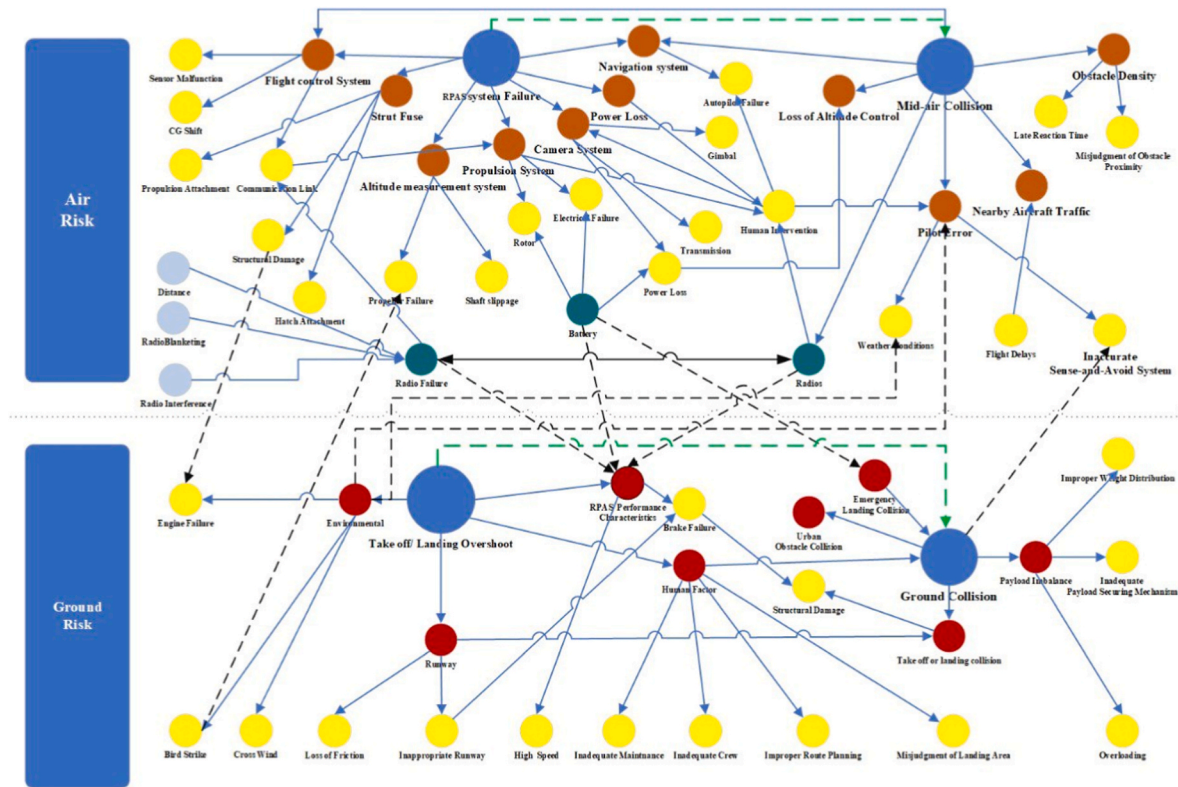 Air
Risk
Sensor Malfunction
Flight control System
RPAS system Failure
Navigation system
Mid-air Collision
Obstacle Density
CG Shift
Strut Fuse
Power Loss
Autopilot Failure
Loss of Altitude Control
Late Reaction Time
Misjudgment of Obstacle
Proximity
Camera System
Gimbal
Propulsion Attachment
Communication Link
Propulsion System
Altitude measurement system
Nearby Aircraft Traffic
Electrical Failure
Rotor
Human Intervention
Pilot Error
Transmission
Structural Damage
Distance
Propeller Failure
Shaft slippage
Power Loss
Hatch Attachment
RadioBlanketing
Battery
Weather Conditions
Flight Delays
Inaccurate
Sense-and-Avoid System
Radio Failure
Radios
Radio Interference
Ground
Risk
Improper Weight Distribution
Engine Failure
Environmental
Take off/ Landing Overshoot
RPAS Performance
Characteristics
Brake Failure
Emergency
Landing Collision
Urban
Obstacle Collision
Human Factor
Structural Damage
Ground Collision
Payload Imbalance
Inadequate
Payload Securing Mechanism
Runway
Take off or landing collision
Bird Strike
Cross Wind
Loss of Friction
Inappropriate Runway
High Speed
Inadequate Maintnance
Inadequate Crew
Improper Route Planning
Misjudgment of Landing Area
Overloading